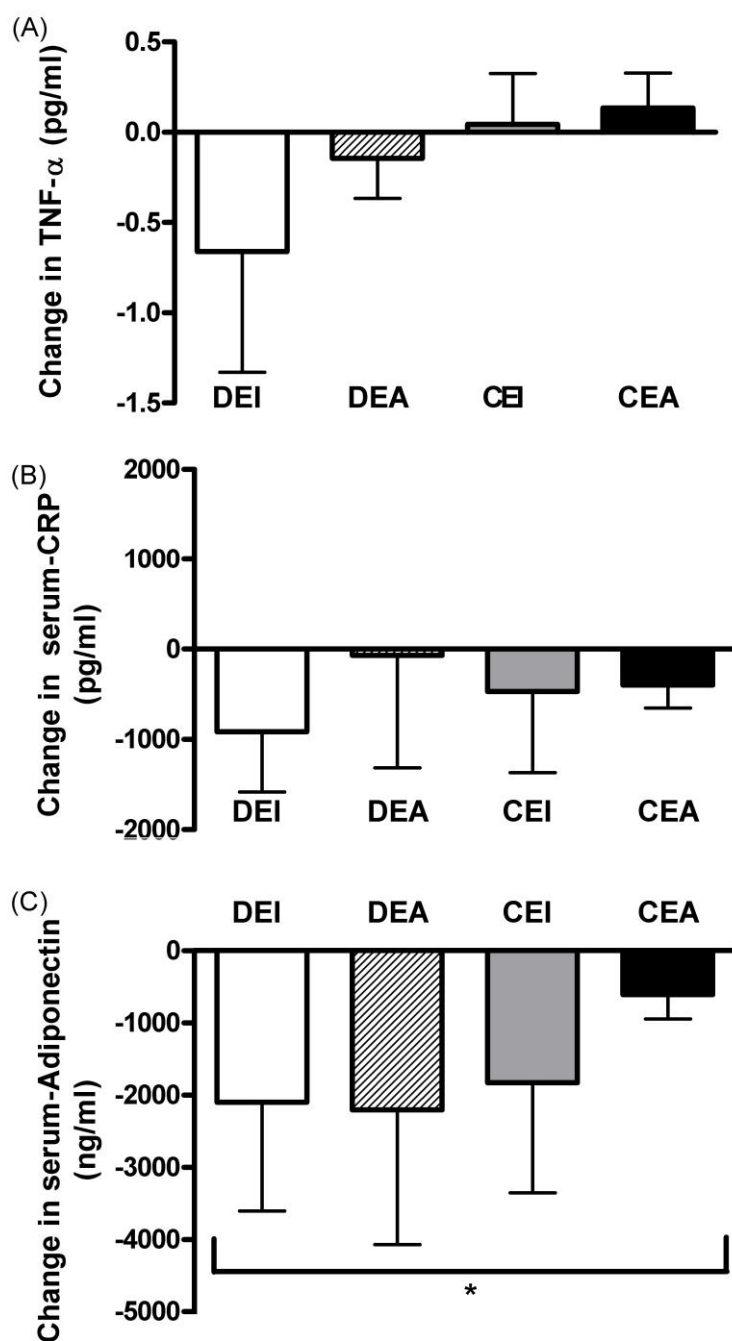 (A)
Change in TNF-α (pg/ml)
0.5
0.0
-0.5
-1.0
-1.5
DEI DEA CEI CEA
(B)
Change in serum-CRP
(pg/ml)
2000
1000
0
-1000
-2000
DEI DEA CEI CEA
(C)
Change in serum-Adiponectin
(ng/ml)
DEI DEA CEI CEA
0
-1000
-2000
-3000
-4000
-5000
*